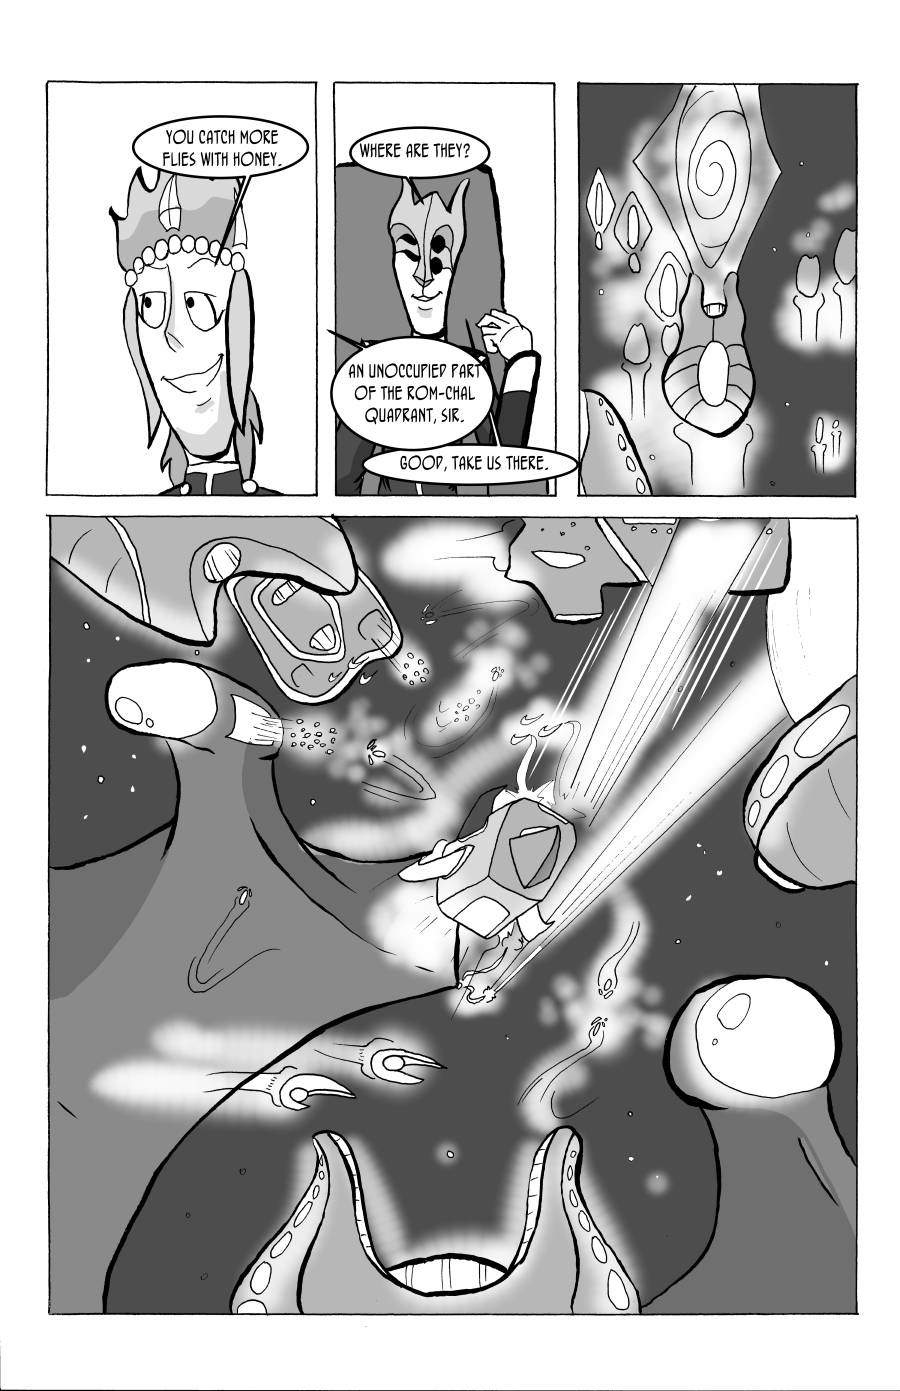 YOU CATCH MORE
FLIES WITH HONEY.
WHERE ARE THEY?
AN UNOCCUPIED PART
OF THE ROM-CHAL
QUADRANT, SIR.
GOOD, TAKE US THERE.